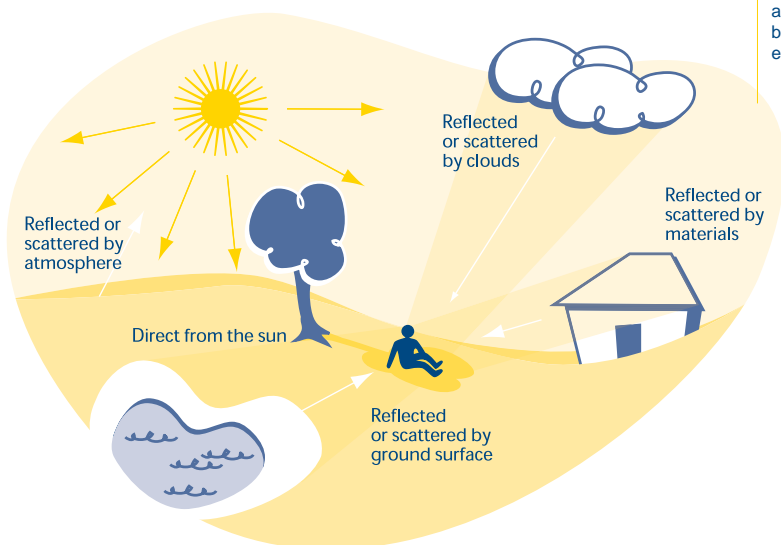 a
b
e
Reflected
or scattered
by clouds
Reflected or
scattered by
materials
Reflected or
scattered by
atmosphere
Direct from the sun
Reflected
or scattered by
ground surface